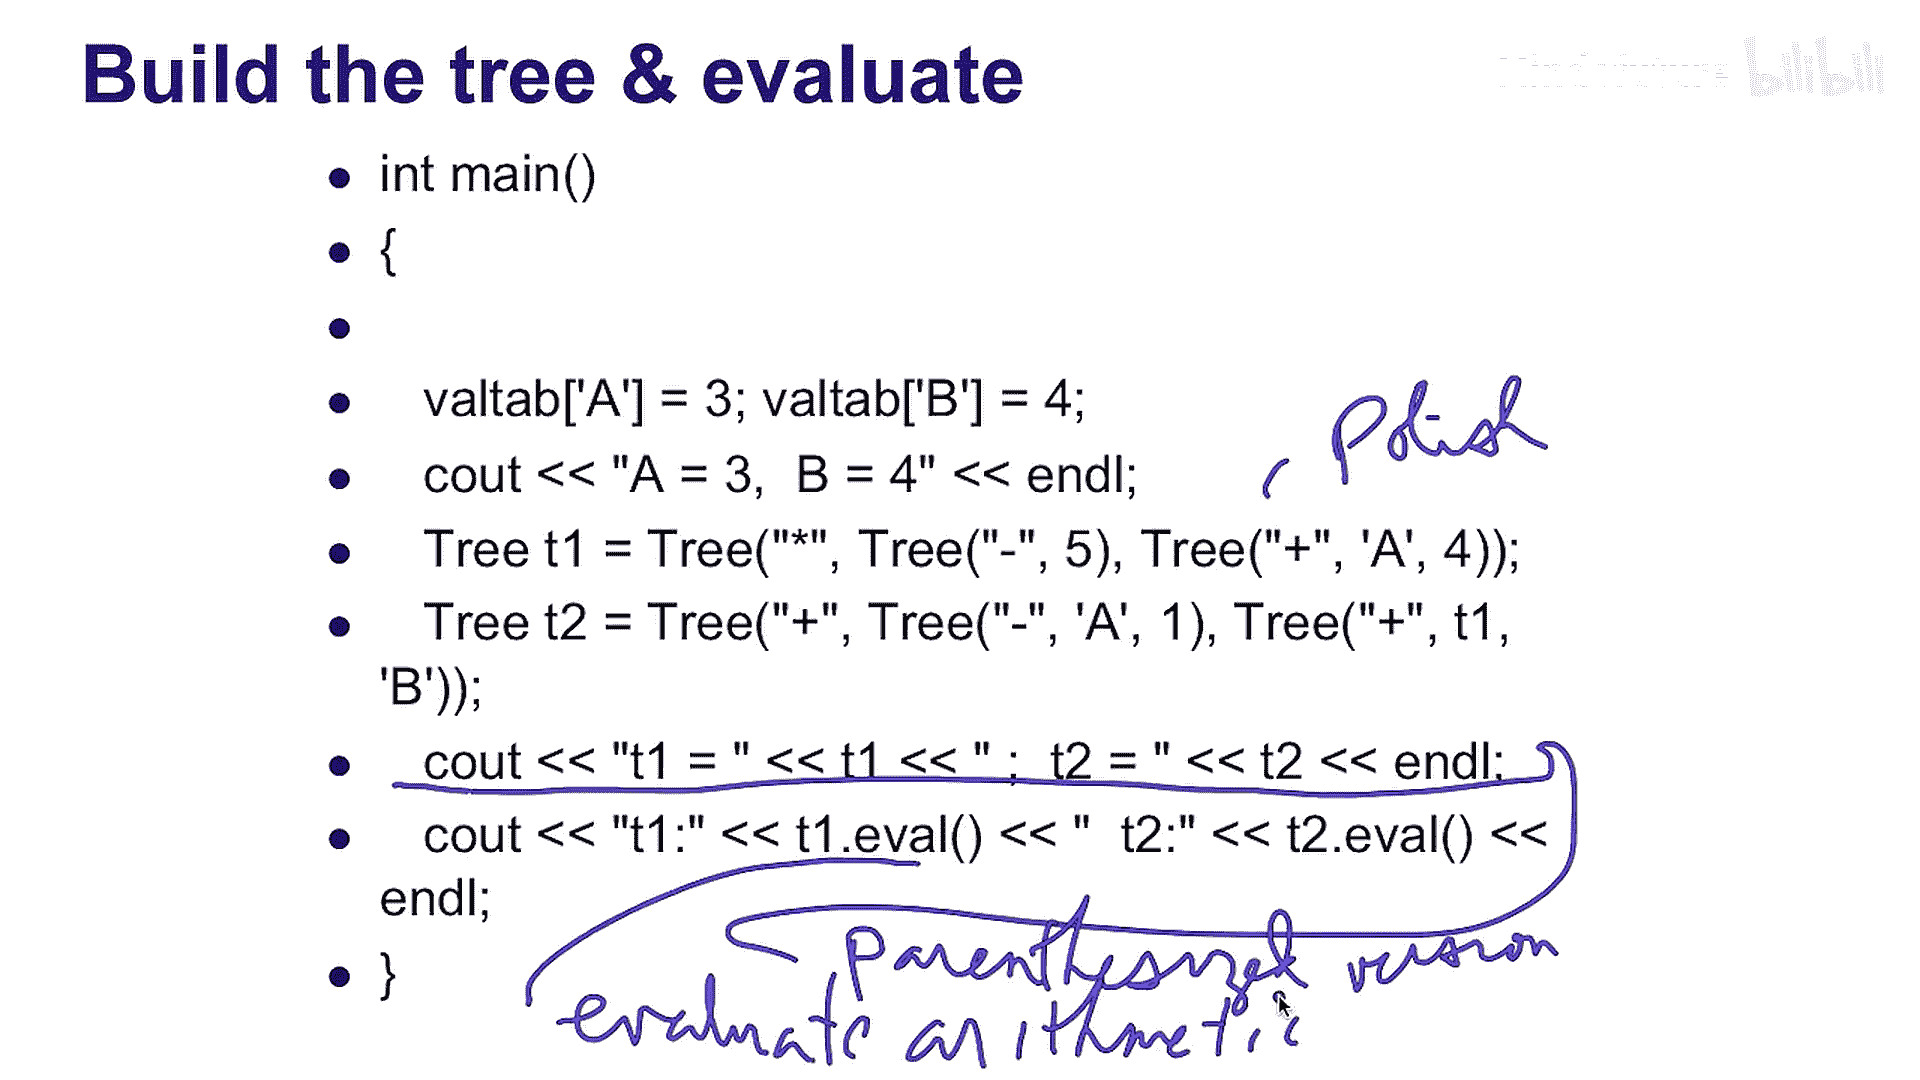 Build the tree & evaluate
bilibili
int main()
{
valtab['A'] = 3; valtab['B'] = 4;
Polish
cout << "A = 3,  B = 4" << endl;
Tree t1 = Tree("*", Tree("-", 5), Tree("+", 'A', 4));
Tree t2 = Tree("+", Tree("-", 'A', 1), Tree("+", t1,
'B'));
cout << "t1 = " << t1 << " ;  t2 = " << t2 << endl;
cout << "t1:" << t1.eval() << "  t2:" << t2.eval() <<
endl;
parenthesized version
}
evaluate arithmetic